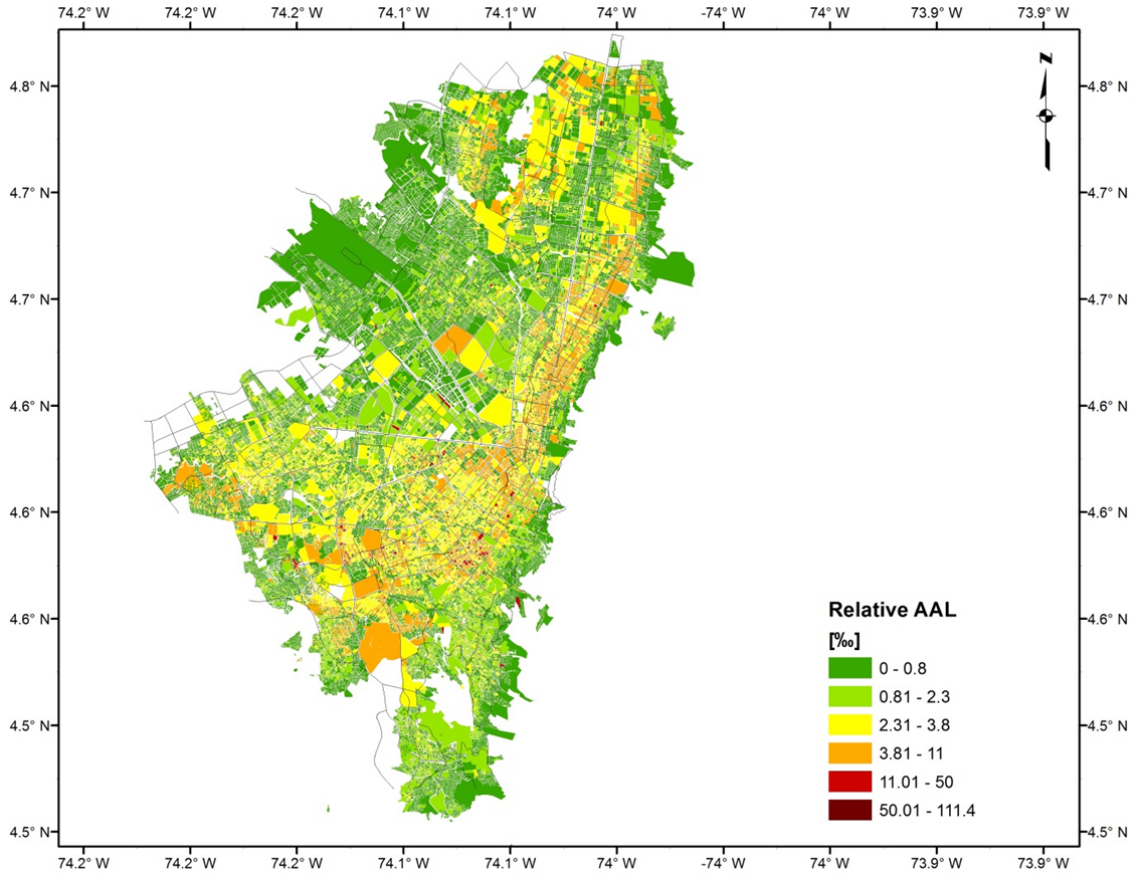 74.2° W 74.2° W 74.2° W 74.1° W 74.1° W 74° W -74° W 74° W 73.9° W 73.9° W
N
4.8° N 4.8° N
4.7° N 4.7° N
4.7° N 4.7° N
4.6° N 4.6° N
4.6° N 4.6° N
4.6° N 4.6° N
4.5° N 4.5° N
4.5° N 4.5° N
Relative AAL
[‰]
0 - 0.8
0.81 - 2.3
2.31 - 3.8
3.81 - 11
11.01 - 50
50.01 - 111.4
74.2° W 74.2° W 74.2° W 74.1° W 74.1° W 74° W -74° W 74° W 73.9° W 73.9° W